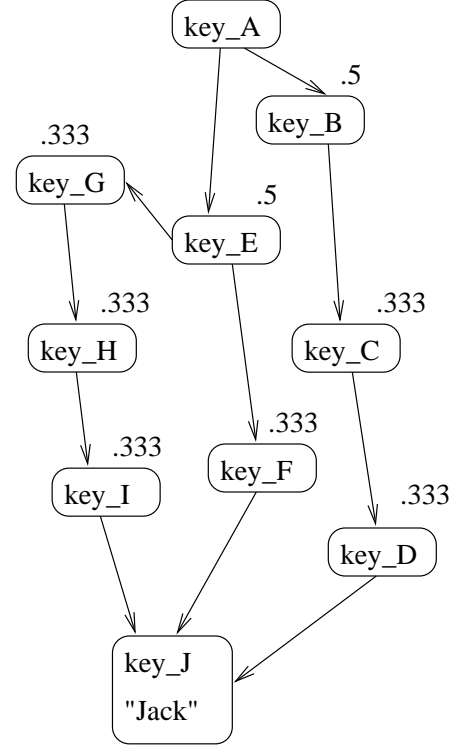 key_A
.5
key_B
.333
key_G
.5
key_E
.333
key_H
.333
key_C
.333
key_F
.333
key_I
.333
key_D
key_J
"Jack"